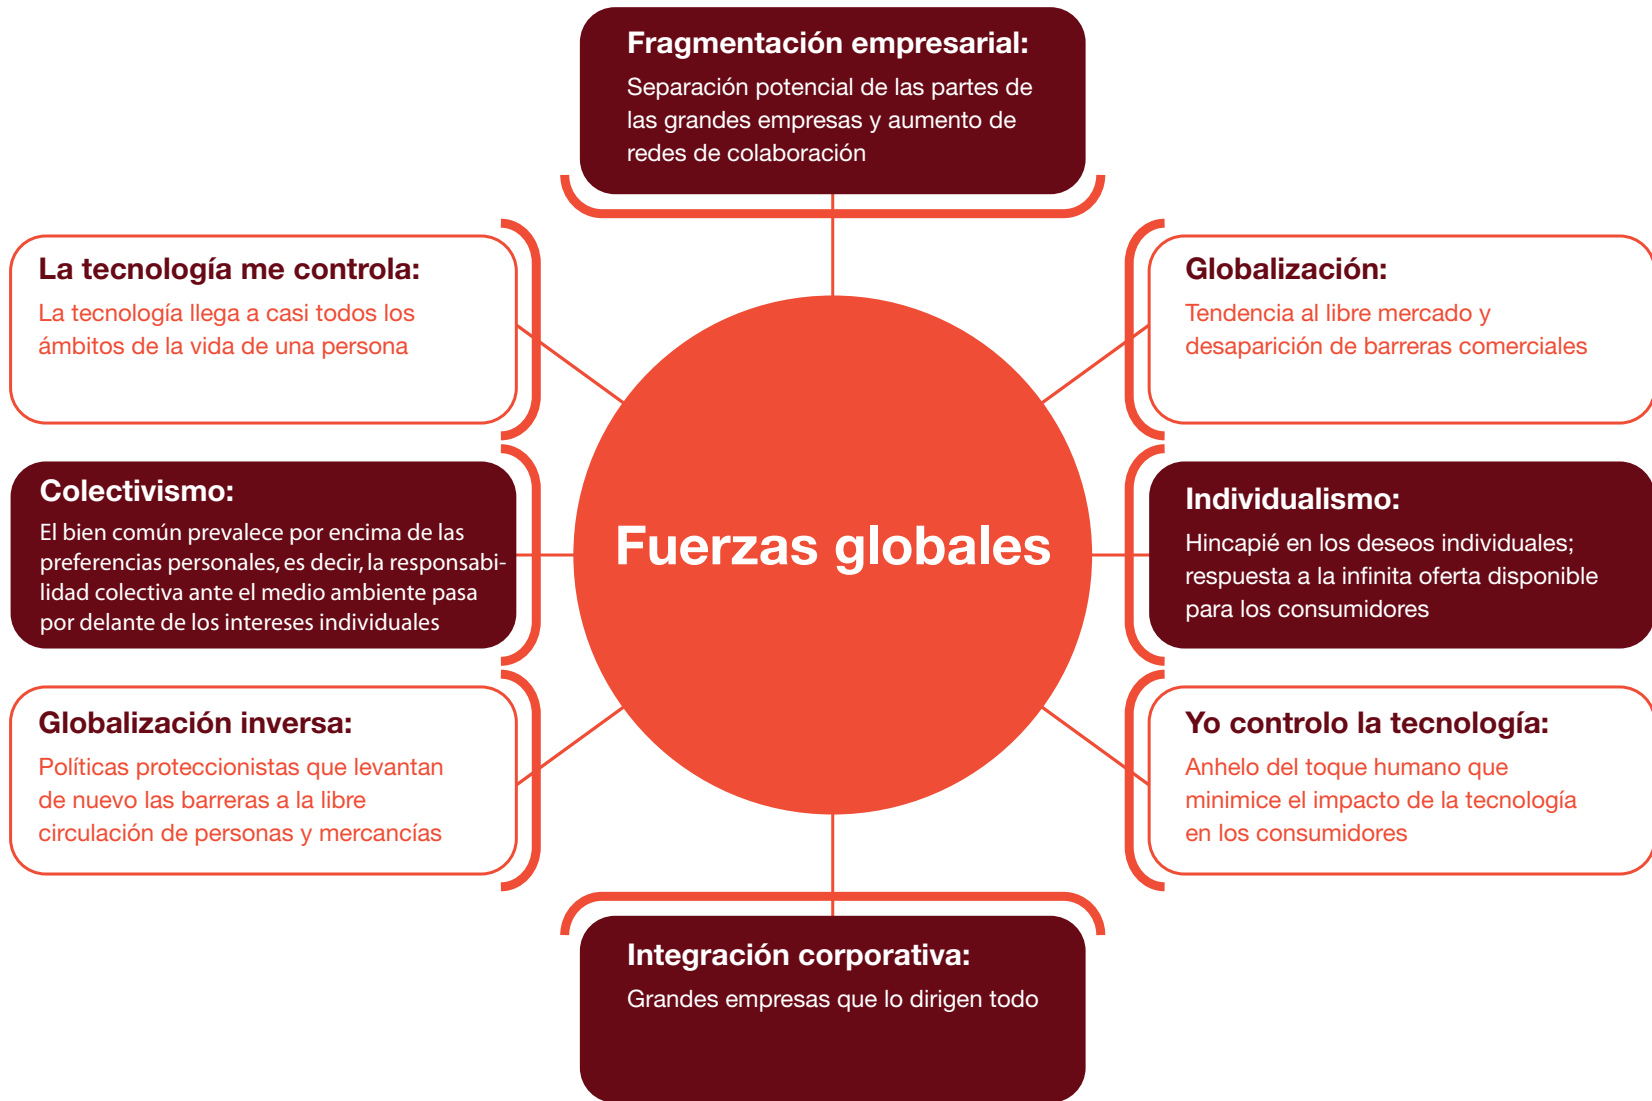 Fragmentación empresarial:
Separación potencial de las partes de
las grandes empresas y aumento de
redes de colaboración
La tecnología me controla:
La tecnología llega a casi todos los
ámbitos de la vida de una persona
Globalización:
Tendencia al libre mercado y
desaparición de barreras comerciales
Colectivismo:
El bien común prevalece por encima de las
preferencias personales, es decir, la responsabi-
lidad colectiva ante el medio ambiente pasa
por delante de los intereses individuales
Fuerzas globales
Individualismo:
Hincapié en los deseos individuales;
respuesta a la infinita oferta disponible
para los consumidores
Globalización inversa:
Políticas proteccionistas que levantan
de nuevo las barreras a la libre
circulación de personas y mercancías
Yo controlo la tecnología:
Anhelo del toque humano que
minimice el impacto de la tecnología
en los consumidores
Integración corporativa:
Grandes empresas que lo dirigen todo